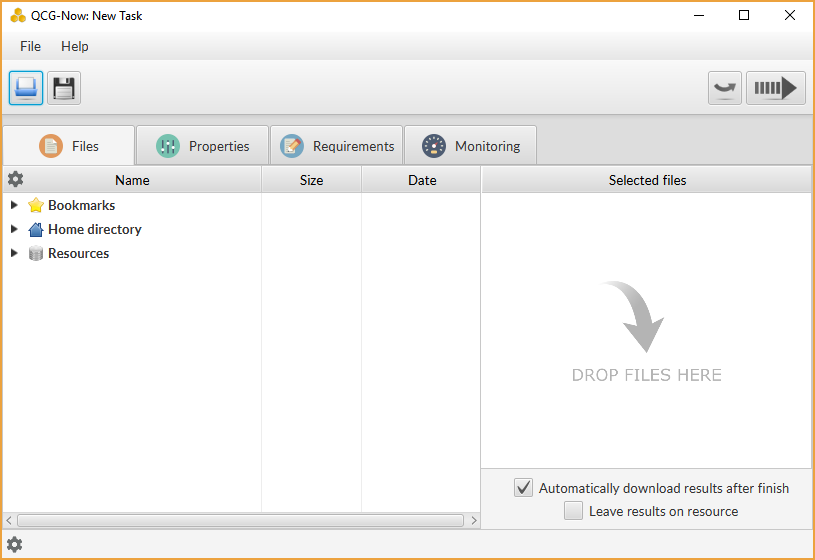 QCG-Now: New Task
File Help
Files Properties Requirements Monitoring
Name Size Date Selected files
Bookmarks
Home directory
Resources
DROP FILES HERE
Automatically download results after finish
Leave results on resource